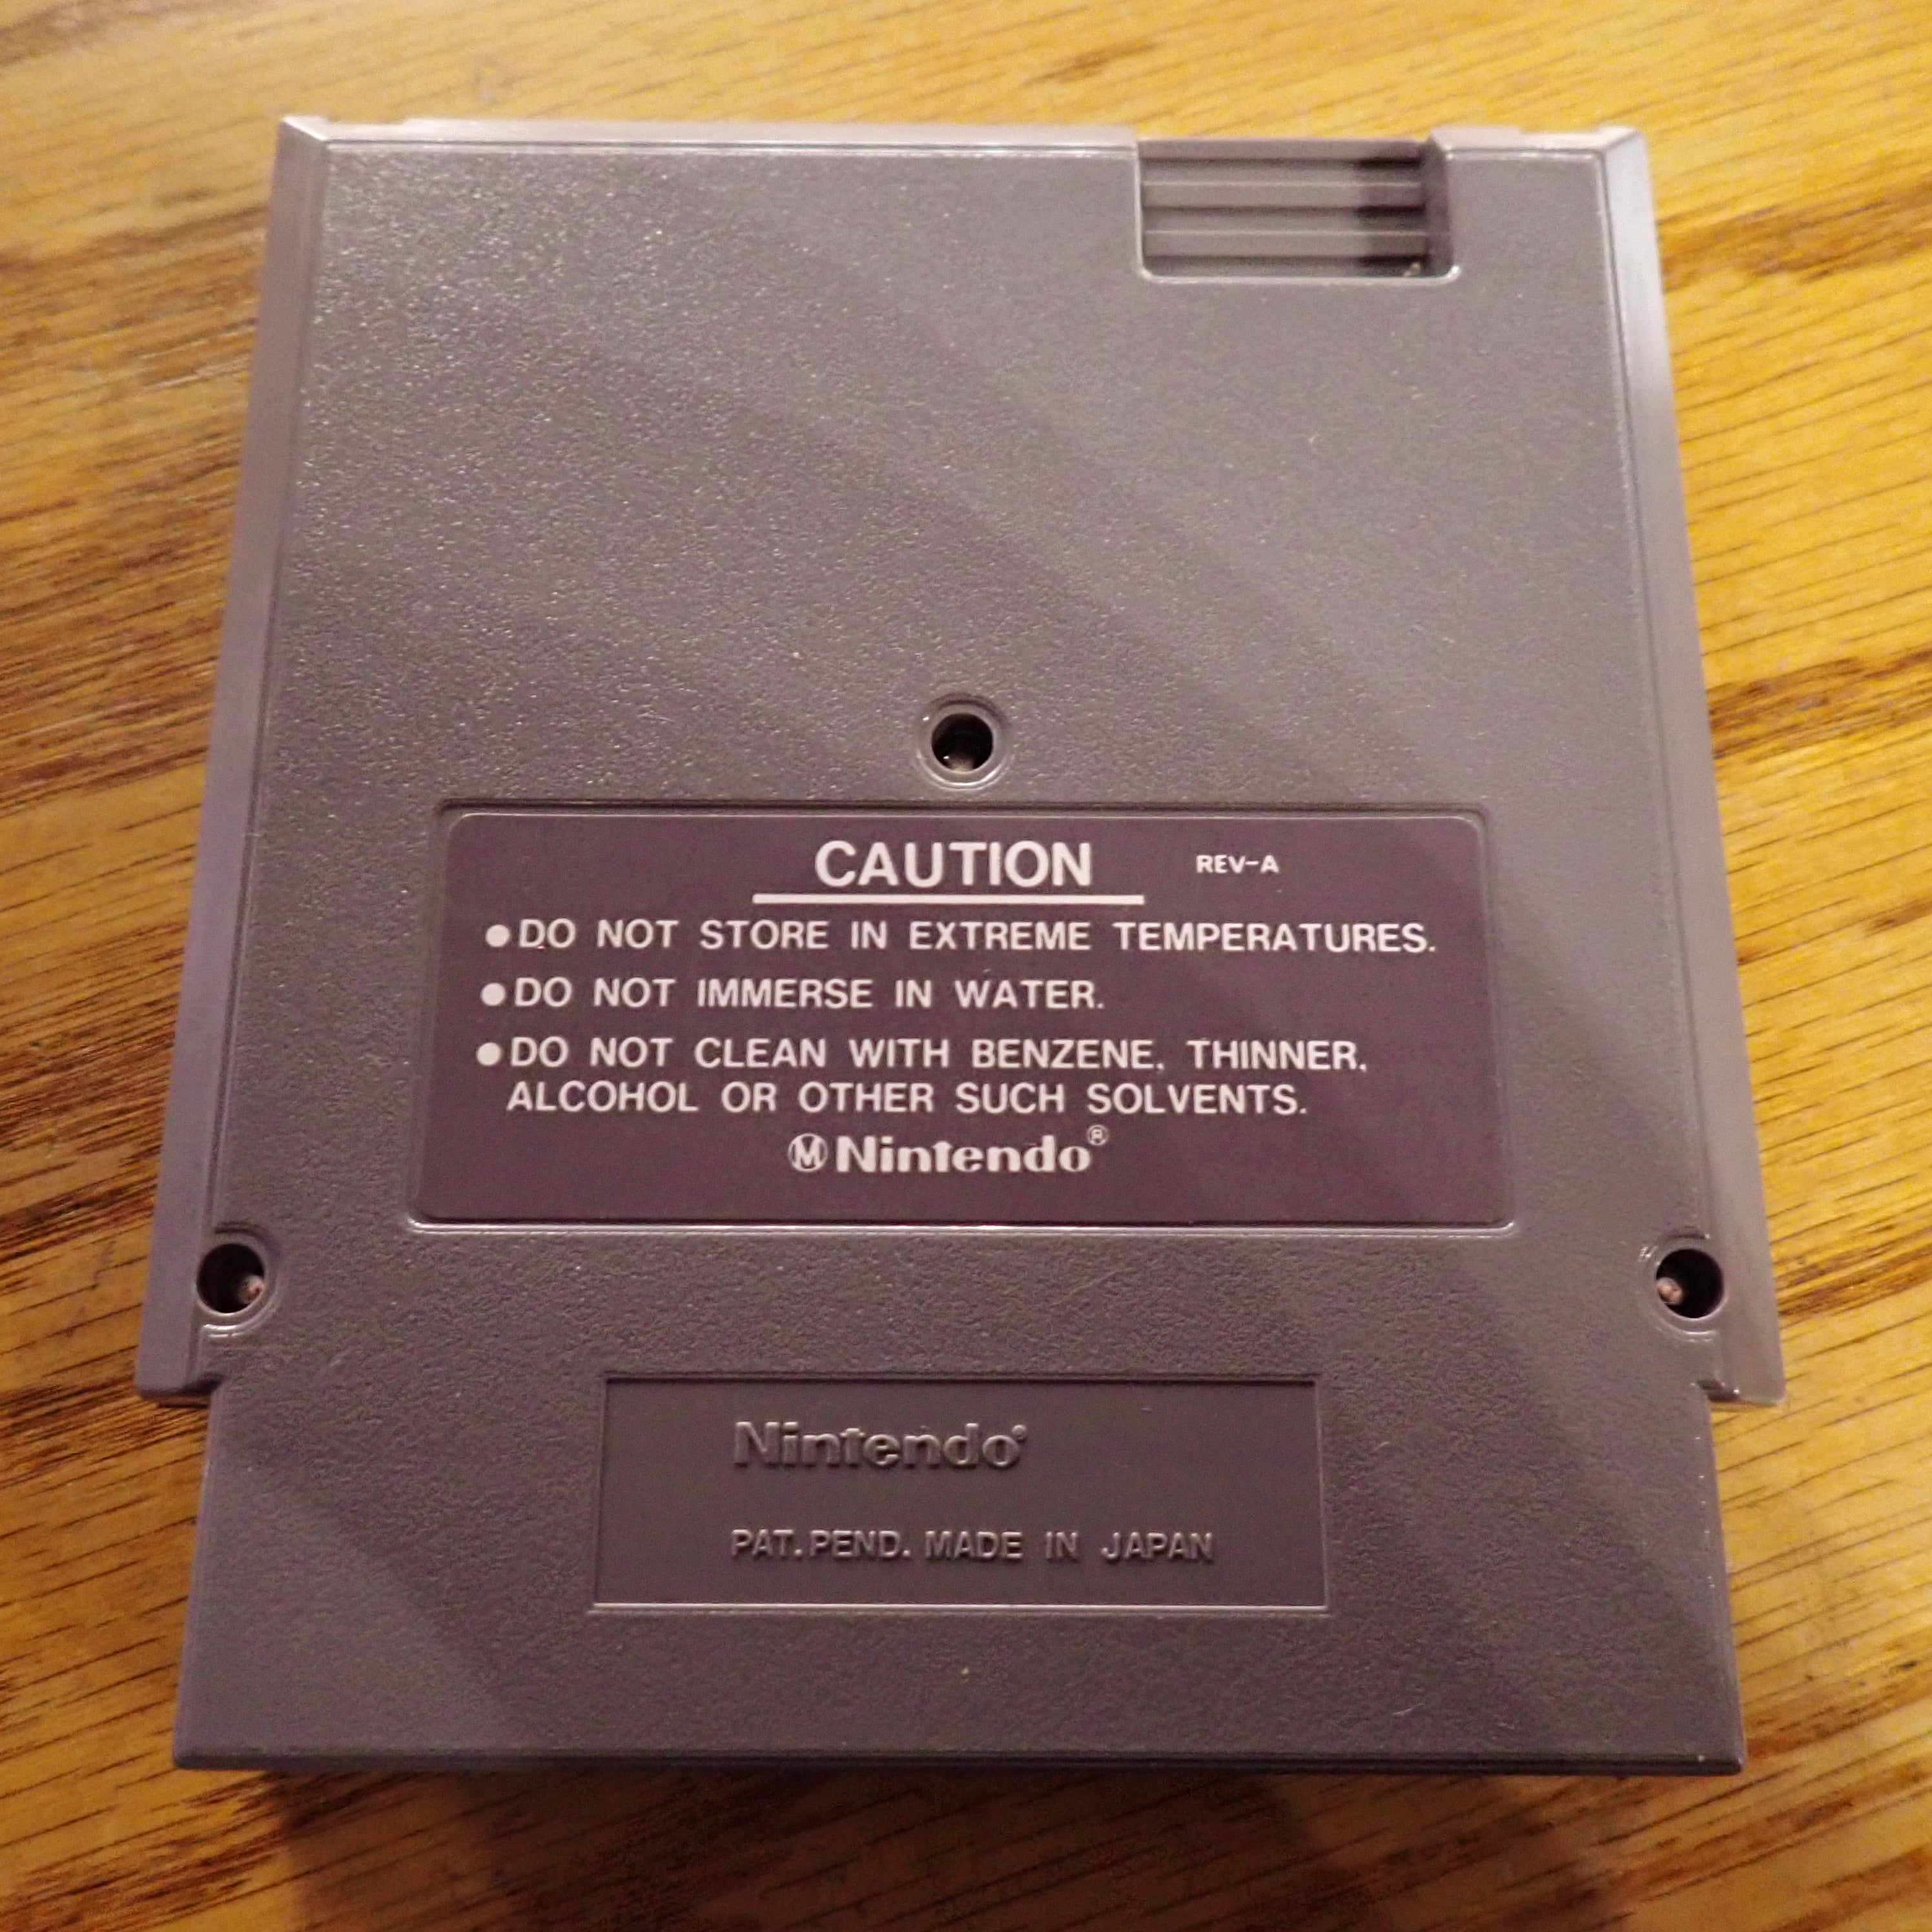 CAUTION REV-A
●DO NOT STORE IN EXTREME TEMPERATURES.
●DO NOT IMMERSE IN WATER.
●DO NOT CLEAN WITH BENZENE, THINNER,
ALCOHOL OR OTHER SUCH SOLVENTS.
Ⓜ Nintendo®
Nintendo®
PAT. PEND. MADE IN JAPAN